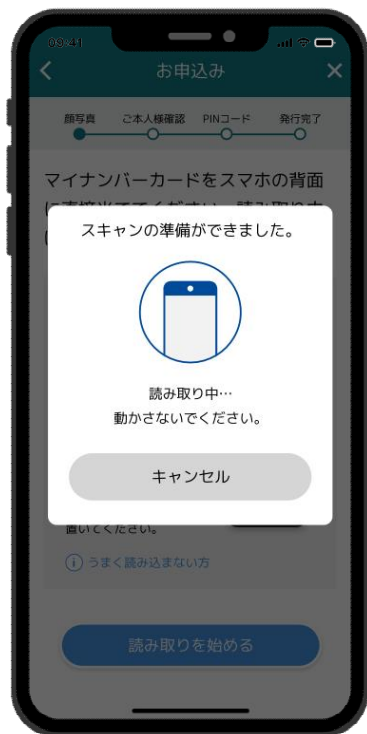 09:41
お申込み
顔写真 ご本人様確認 PINコード 発行完了
マイナンバーカードをスマホの背面
スキャンの準備ができました。
読み取り中…
動かさないでください。
キャンセル
置いてください。
うまく読み込まない方
読み取りを始める